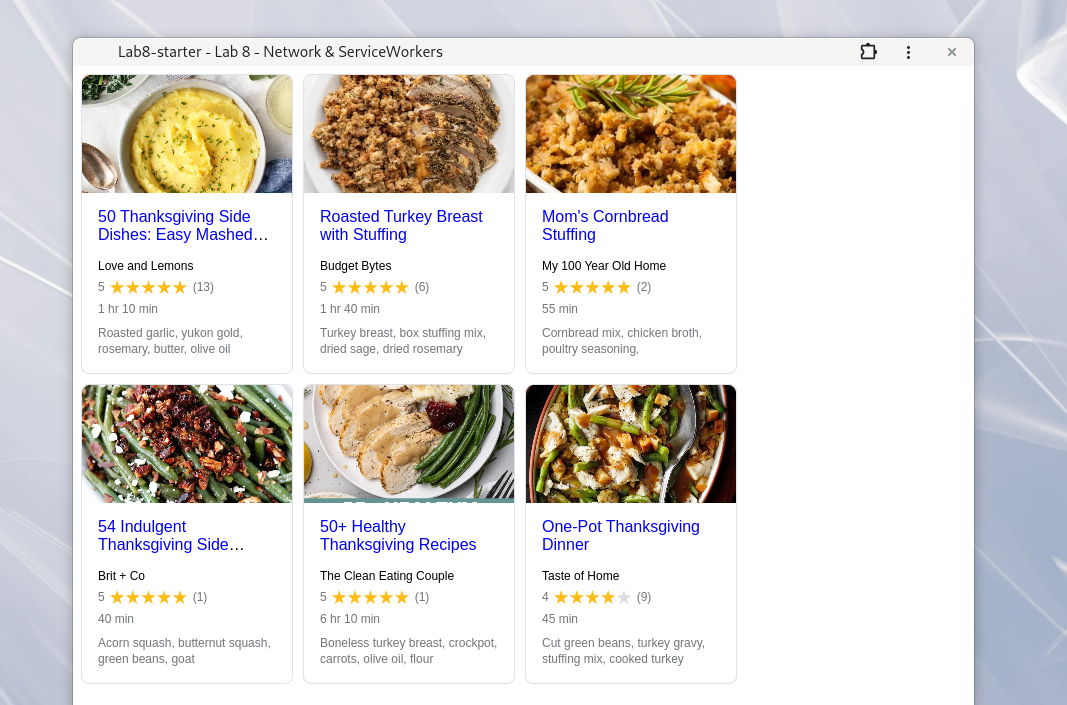 Lab8-starter - Lab 8 - Network & ServiceWorkers
50 Thanksgiving Side
Dishes: Easy Mashed…
Love and Lemons
5 (13)
1 hr 10 min
Roasted garlic, yukon gold,
rosemary, butter, olive oil
Roasted Turkey Breast
with Stuffing
Budget Bytes
5 (6)
1 hr 40 min
Turkey breast, box stuffing mix,
dried sage, dried rosemary
Mom's Cornbread
Stuffing
My 100 Year Old Home
5 (2)
55 min
Cornbread mix, chicken broth,
poultry seasoning,
54 Indulgent
Thanksgiving Side…
Brit + Co
5 (1)
40 min
Acorn squash, butternut squash,
green beans, goat
50+ Healthy
Thanksgiving Recipes
The Clean Eating Couple
5 (1)
6 hr 10 min
Boneless turkey breast, crockpot,
carrots, olive oil, flour
One-Pot Thanksgiving
Dinner
Taste of Home
4 (9)
45 min
Cut green beans, turkey gravy,
stuffing mix, cooked turkey